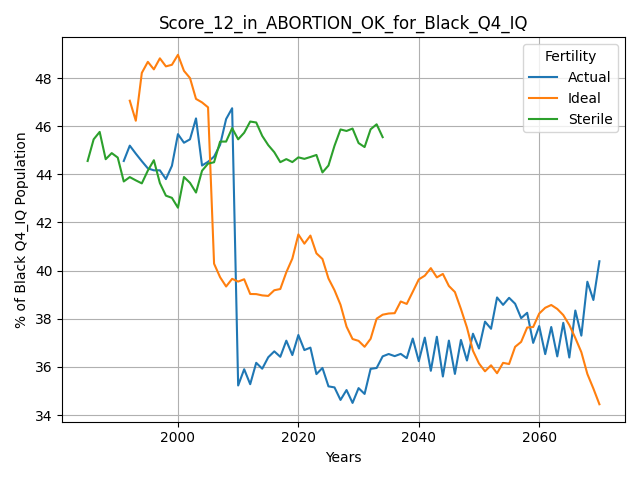 Score_12_in_ABORTION_OK_for_Black_Q4_IQ
Fertility
Actual
Ideal
Sterile
% of Black Q4_IQ Population
48
46
44
42
40
38
36
34
2000
2020
2040
2060
Years